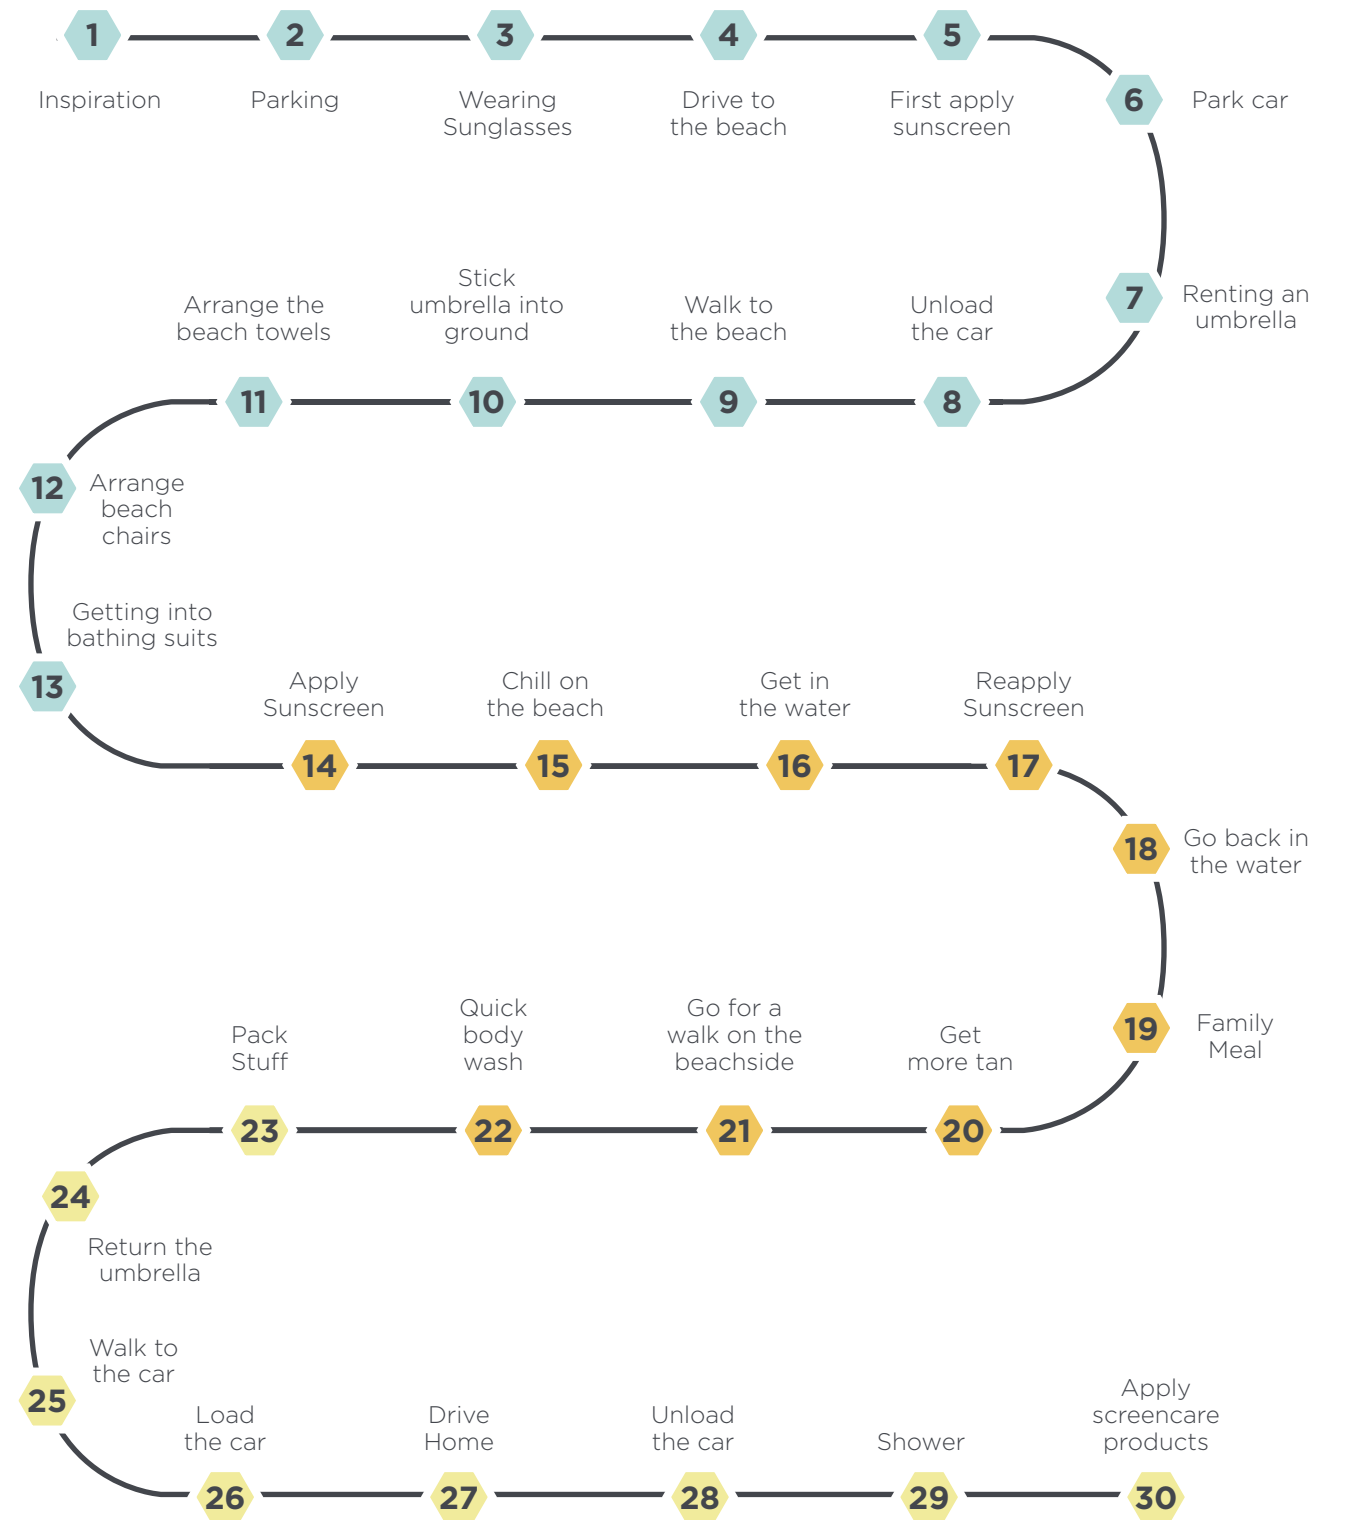 1
Inspiration
2
Parking
3
Wearing
Sunglasses
4
Drive to
the beach
5
First apply
sunscreen
6
Park car
7
Renting an
umbrella
8
Unload
the car
9
Walk to
the beach
10
Stick
umbrella into
ground
11
Arrange the
beach towels
12
Arrange
beach
chairs
13
Getting into
bathing suits
14
Apply
Sunscreen
15
Chill on
the beach
16
Get in
the water
17
Reapply
Sunscreen
18
Go back in
the water
19
Family
Meal
20
Get
more tan
21
Go for a
walk on the
beachside
22
Quick
body
wash
23
Pack
Stuff
24
Return the
umbrella
25
Walk to
the car
26
Load
the car
27
Drive
Home
28
Unload
the car
29
Shower
30
Apply
screencare
products